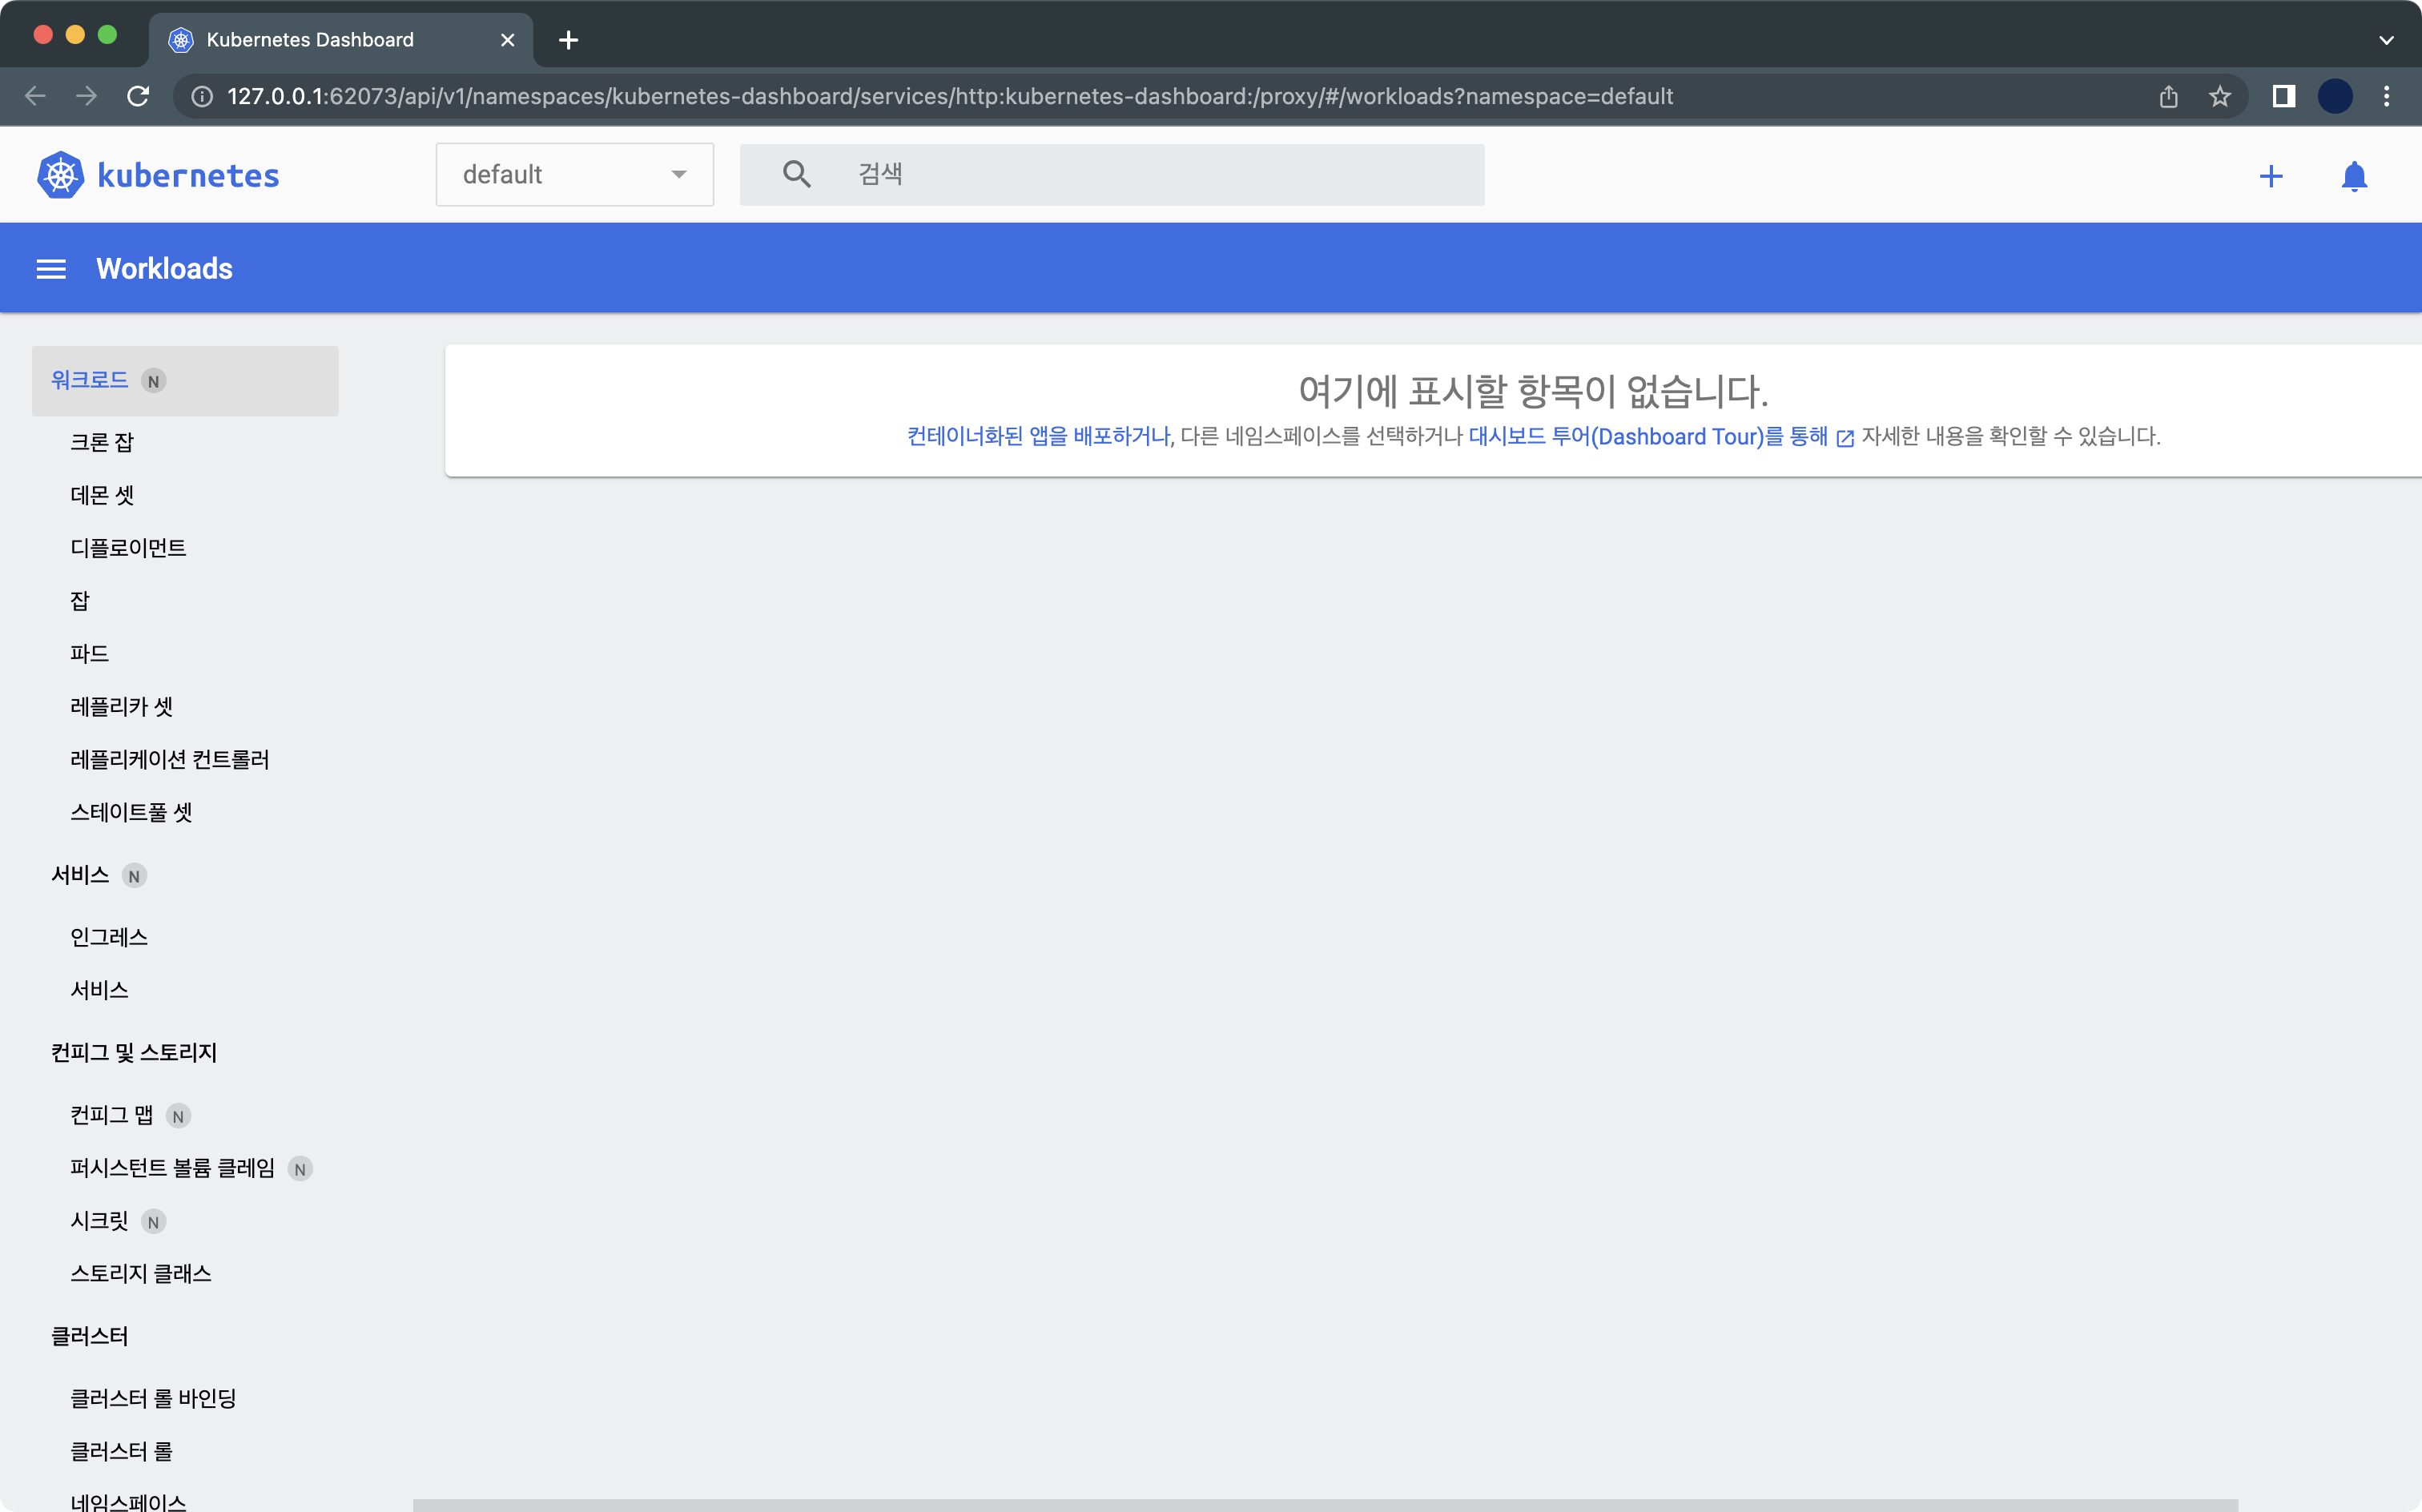 Kubernetes Dashboard
127.0.0.1:62073/api/v1/namespaces/kubernetes-dashboard/services/http:kubernetes-dashboard:/proxy/#/workloads?namespace=default
kubernetes
default
검색
Workloads
워크로드 N
크론 잡
데몬 셋
디플로이먼트
잡
파드
레플리카 셋
레플리케이션 컨트롤러
스테이트풀 셋
서비스 N
인그레스
서비스
컨피그 및 스토리지
컨피그 맵 N
퍼시스턴트 볼륨 클레임 N
시크릿 N
스토리지 클래스
클러스터
클러스터 롤 바인딩
클러스터 롤
네임스페이스
여기에 표시할 항목이 없습니다.
컨테이너화된 앱을 배포하거나, 다른 네임스페이스를 선택하거나 대시보드 투어(Dashboard Tour)를 통해 자세한 내용을 확인할 수 있습니다.